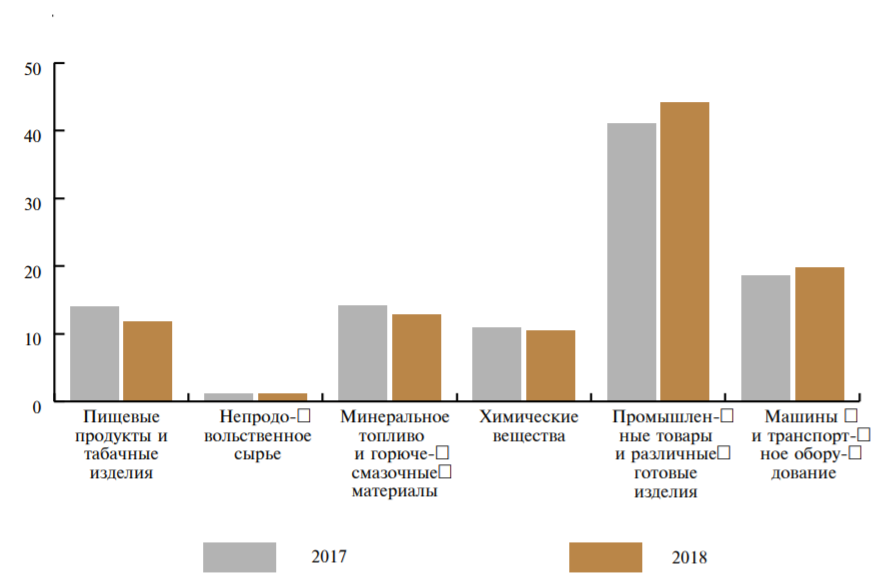 50
40
30
20
10
0
Пищевые
продукты и
табачные
изделия
Непродо-□
вольственное
сырье
Минеральное
топливо
и горюче-□
смазочные□
материалы
Химические
вещества
Промышлен-□
ные товары
и различные□
готовые
изделия
Машины □
и транспорт-□
ное обору-□
дование
2017
2018